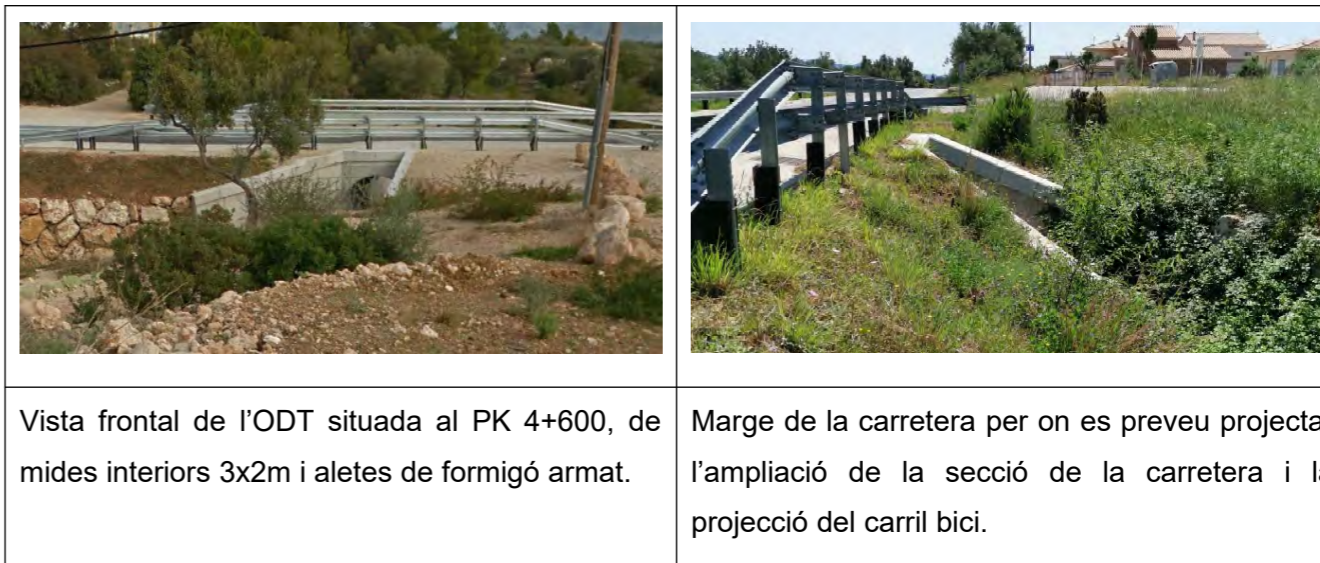 Vista frontal de l'ODT situada al PK 4+600, de
mides interiors 3x2m i aletes de formigó armat.
Marge de la carretera per on es preveu projecta
l'ampliació de la secció de la carretera i l
projecció del carril bici.